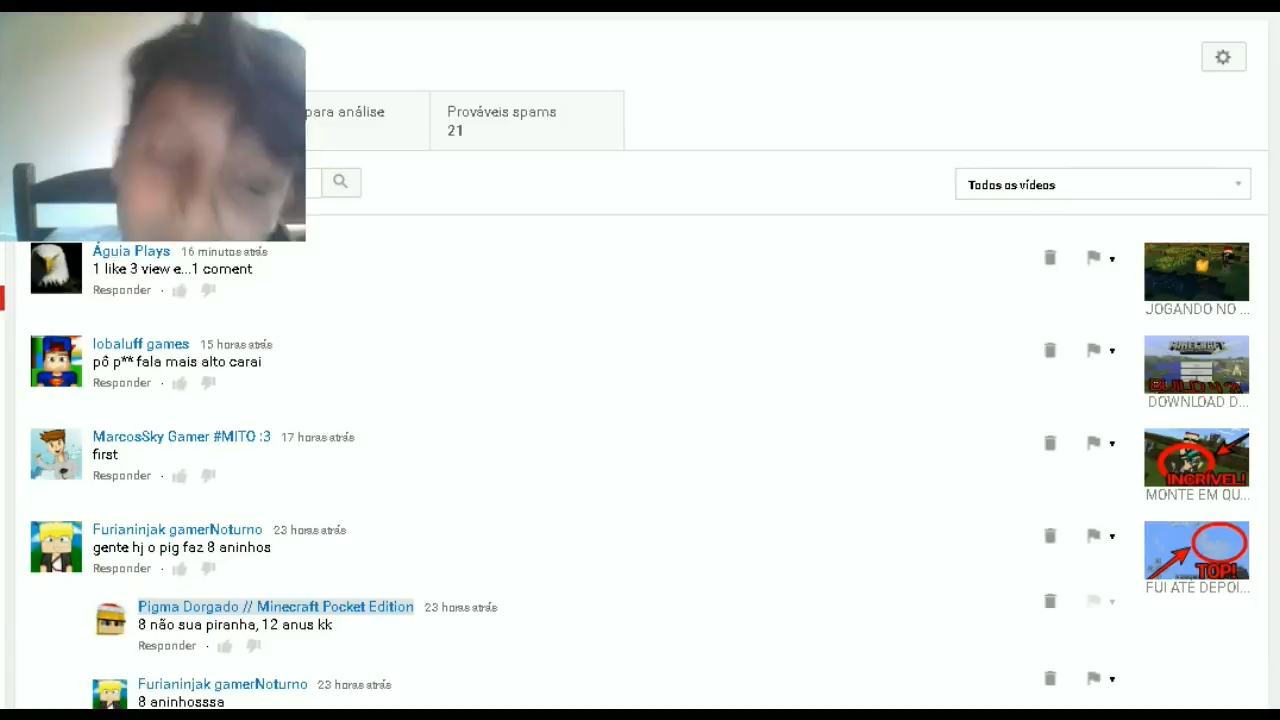 para análise
Prováveis spams
21
Todos os vídeos
Águia Plays 16 minutos atrás
1 like 3 view e...1 coment
Responder
JOGANDO NO ...
lobaluff games 15 horas atrás
pô p** fala mais alto carai
Responder
MINECRAFT
BUILD
DOWNLOAD D...
MarcosSky Gamer #MITO :3 17 horas atrás
first
Responder
INCRÍVEL!
MONTE EM QU...
Furianinjak gamerNoturno 23 horas atrás
gente hj o pig faz 8 aninhos
Responder
TOP!
FUI ATÉ DEPOI...
Pigma Dorgado // Minecraft Pocket Edition 23 horas atrás
8 não sua piranha, 12 anus kk
Responder
Furianinjak gamerNoturno 23 horas atrás
8 aninhosssa